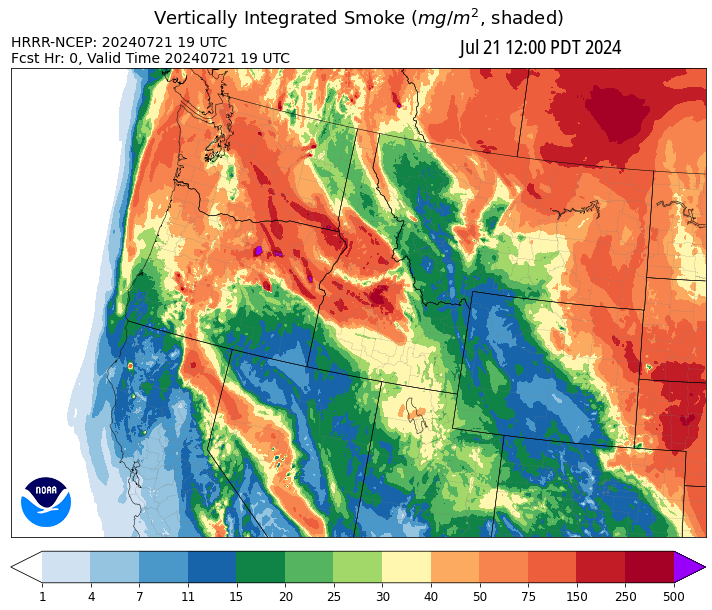 Vertically Integrated Smoke (mg/m², shaded)
HRRR-NCEP: 20240721 19 UTC
Jul 21 12:00 PDT 2024
Fcst Hr: 0, Valid Time 20240721 19 UTC
NOAA
1 4 7 11 15 20 25 30 40 50 75 150 250 500